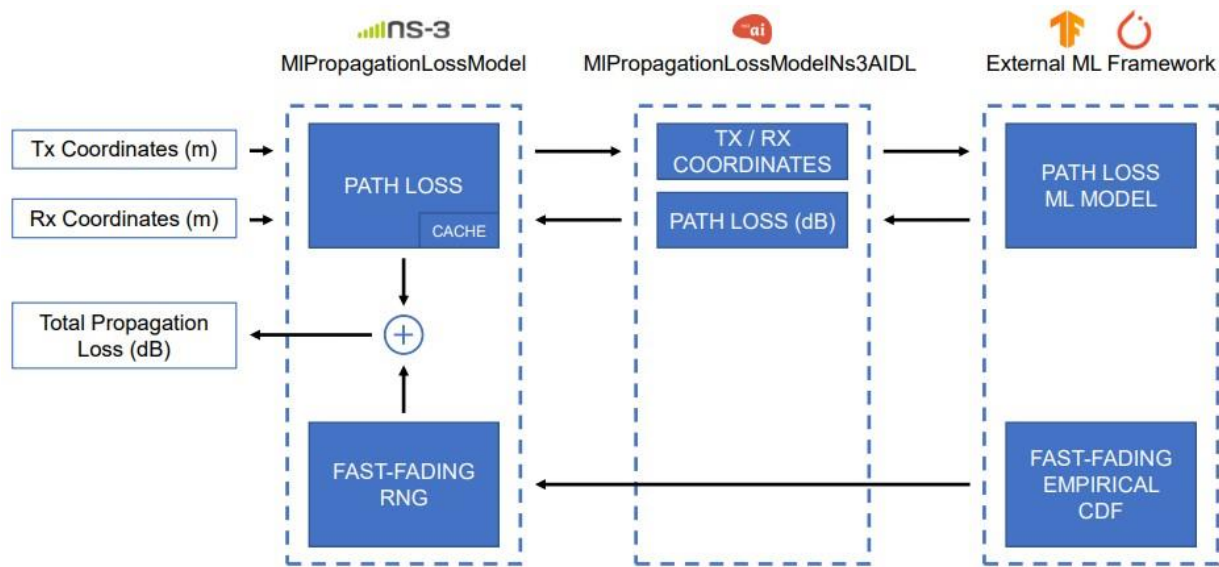 ns-3
ai
MlPropagationLossModel
MlPropagationLossModelNs3AIDL
External ML Framework
Tx Coordinates (m)
Rx Coordinates (m)
PATH LOSS
CACHE
TX / RX
COORDINATES
PATH LOSS (dB)
PATH LOSS
ML MODEL
Total Propagation
Loss (dB)
+
FAST-FADING
RNG
FAST-FADING
EMPIRICAL
CDF